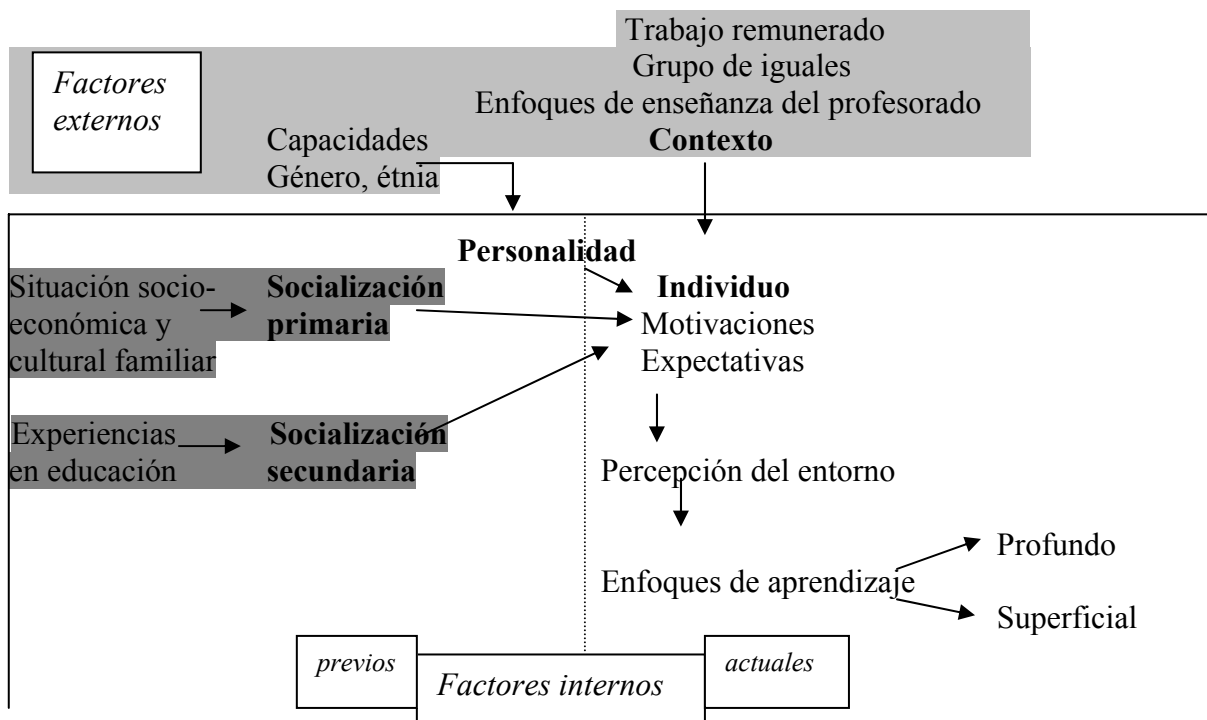 Trabajo remunerado
Grupo de iguales
Enfoques de enseñanza del profesorado
Contexto
Factores
externos
Capacidades
Género, étnia
Personalidad
Situación socio-
económica y
cultural familiar
Socialización
primaria
Individuo
Motivaciones
Expectativas
Experiencias
en educación
Socialización
secundaria
Percepción del entorno
Enfoques de aprendizaje
Profundo
Superficial
previos
Factores internos
actuales